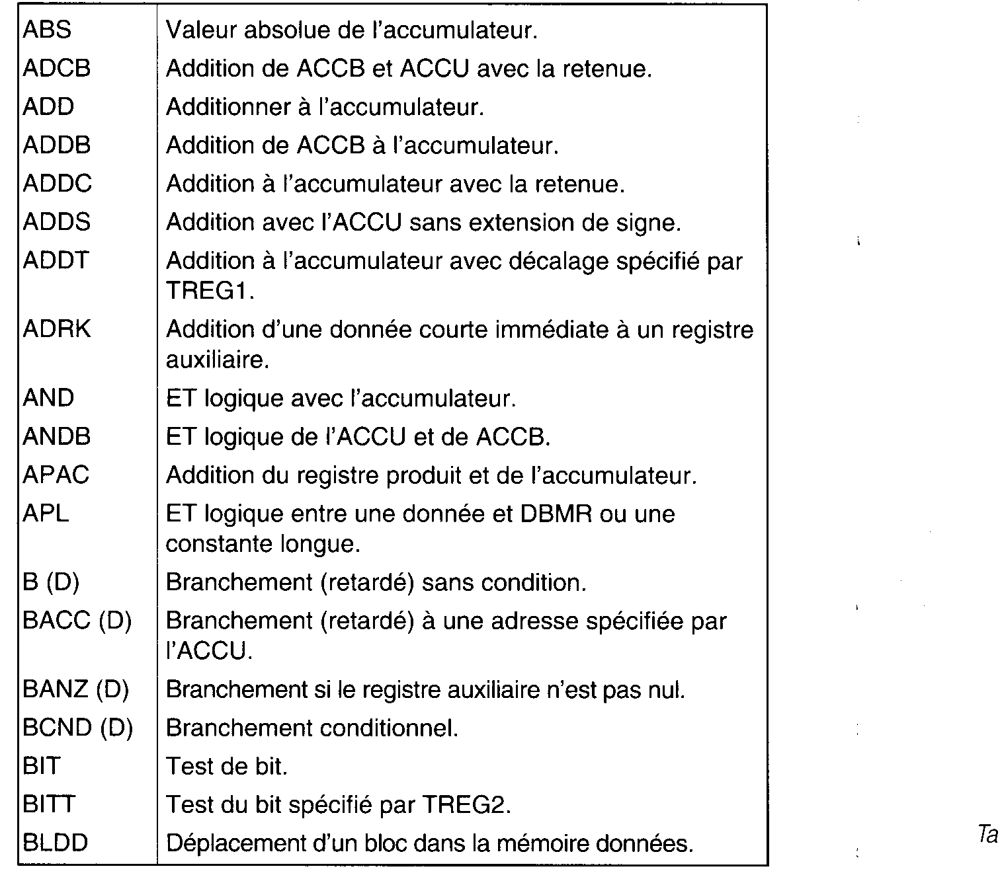 ABS Valeur absolue de l'accumulateur.
ADCB Addition de ACCB et ACCU avec la retenue.
ADD Additionner à l'accumulateur.
ADDB Addition de ACCB à l'accumulateur.
ADDC Addition à l'accumulateur avec la retenue.
ADDS Addition avec l'ACCU sans extension de signe.
ADDT Addition à l'accumulateur avec décalage spécifié par
TREG1.
ADRK Addition d'une donnée courte immédiate à un registre
auxiliaire.
AND ET logique avec l'accumulateur.
ANDB ET logique de l'ACCU et de ACCB.
APAC Addition du registre produit et de l'accumulateur.
APL ET logique entre une donnée et DBMR ou une
constante longue.
B (D) Branchement (retardé) sans condition.
BACC (D) Branchement (retardé) à une adresse spécifiée par
l'ACCU.
BANZ (D) Branchement si le registre auxiliaire n'est pas nul.
BCND (D) Branchement conditionnel.
BIT Test de bit.
BITT Test du bit spécifié par TREG2.
BLDD Déplacement d'un bloc dans la mémoire données.
Ta